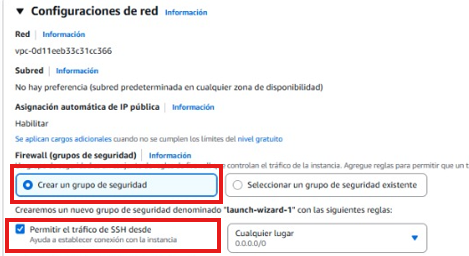 ▼ Configuraciones de red Información
Red | Información
vpc-0d11eeb33c31cc366
Subred | Información
No hay preferencia (subred predeterminada en cualquier zona de disponibilidad)
Asignación automática de IP pública | Información
Habilitar
Se aplican cargos adicionales cuando no se cumplen los límites del nivel gratuito
Firewall (grupos de seguridad) | Información
controlan el tráfico de la instancia. Agregue reglas para permitir que un t
Crear un grupo de seguridad
Seleccionar un grupo de seguridad existente
Crearemos un nuevo grupo de seguridad denominado "launch-wizard-1" con las siguientes reglas:
Permitir el tráfico de SSH desde
Ayuda a establecer conexión con la instancia
Cualquier lugar
0.0.0.0/0